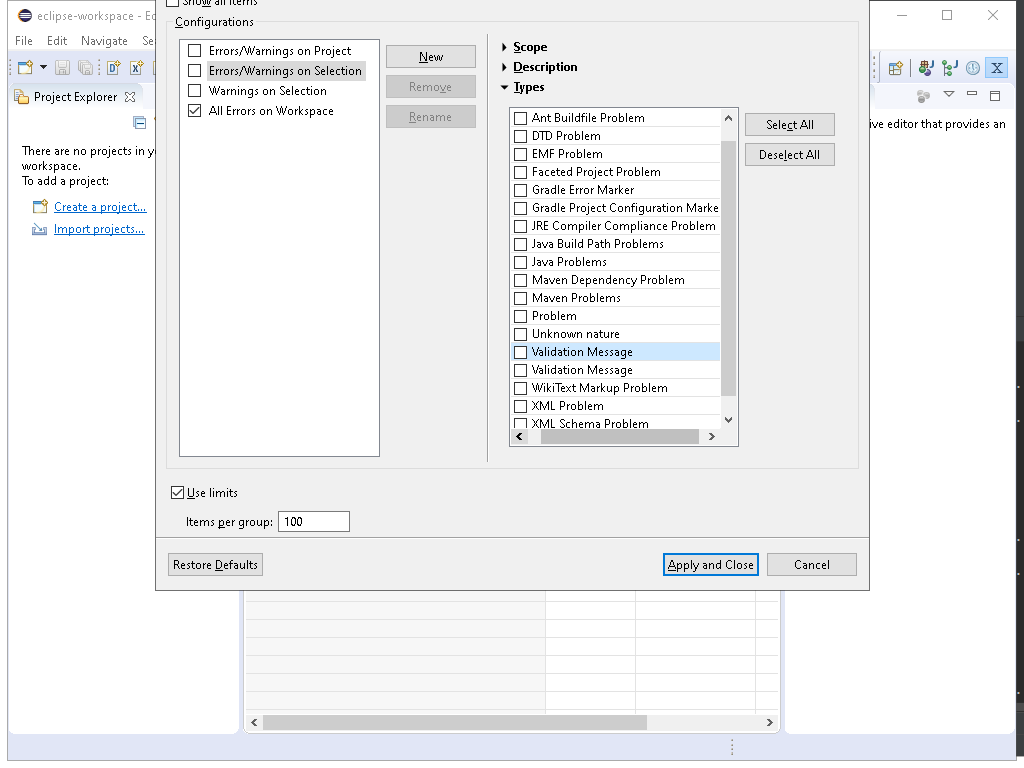 eclipse-workspace - Ec
Show all items
File Edit Navigate Se
Configurations
Project Explorer
There are no projects in y
workspace.
To add a project:
Create a project...
Import projects...
Errors/Warnings on Project
Errors/Warnings on Selection
Warnings on Selection
All Errors on Workspace
New
Remove
Rename
Scope
Description
Types
Ant Buildfile Problem
DTD Problem
EMF Problem
Faceted Project Problem
Gradle Error Marker
Gradle Project Configuration Marke
JRE Compiler Compliance Problem
Java Build Path Problems
Java Problems
Maven Dependency Problem
Maven Problems
Problem
Unknown nature
Validation Message
Validation Message
WikiText Markup Problem
XML Problem
XML Schema Problem
Select All
Deselect All
ive editor that provides an
Use limits
Items per group: 100
Restore Defaults
Apply and Close
Cancel